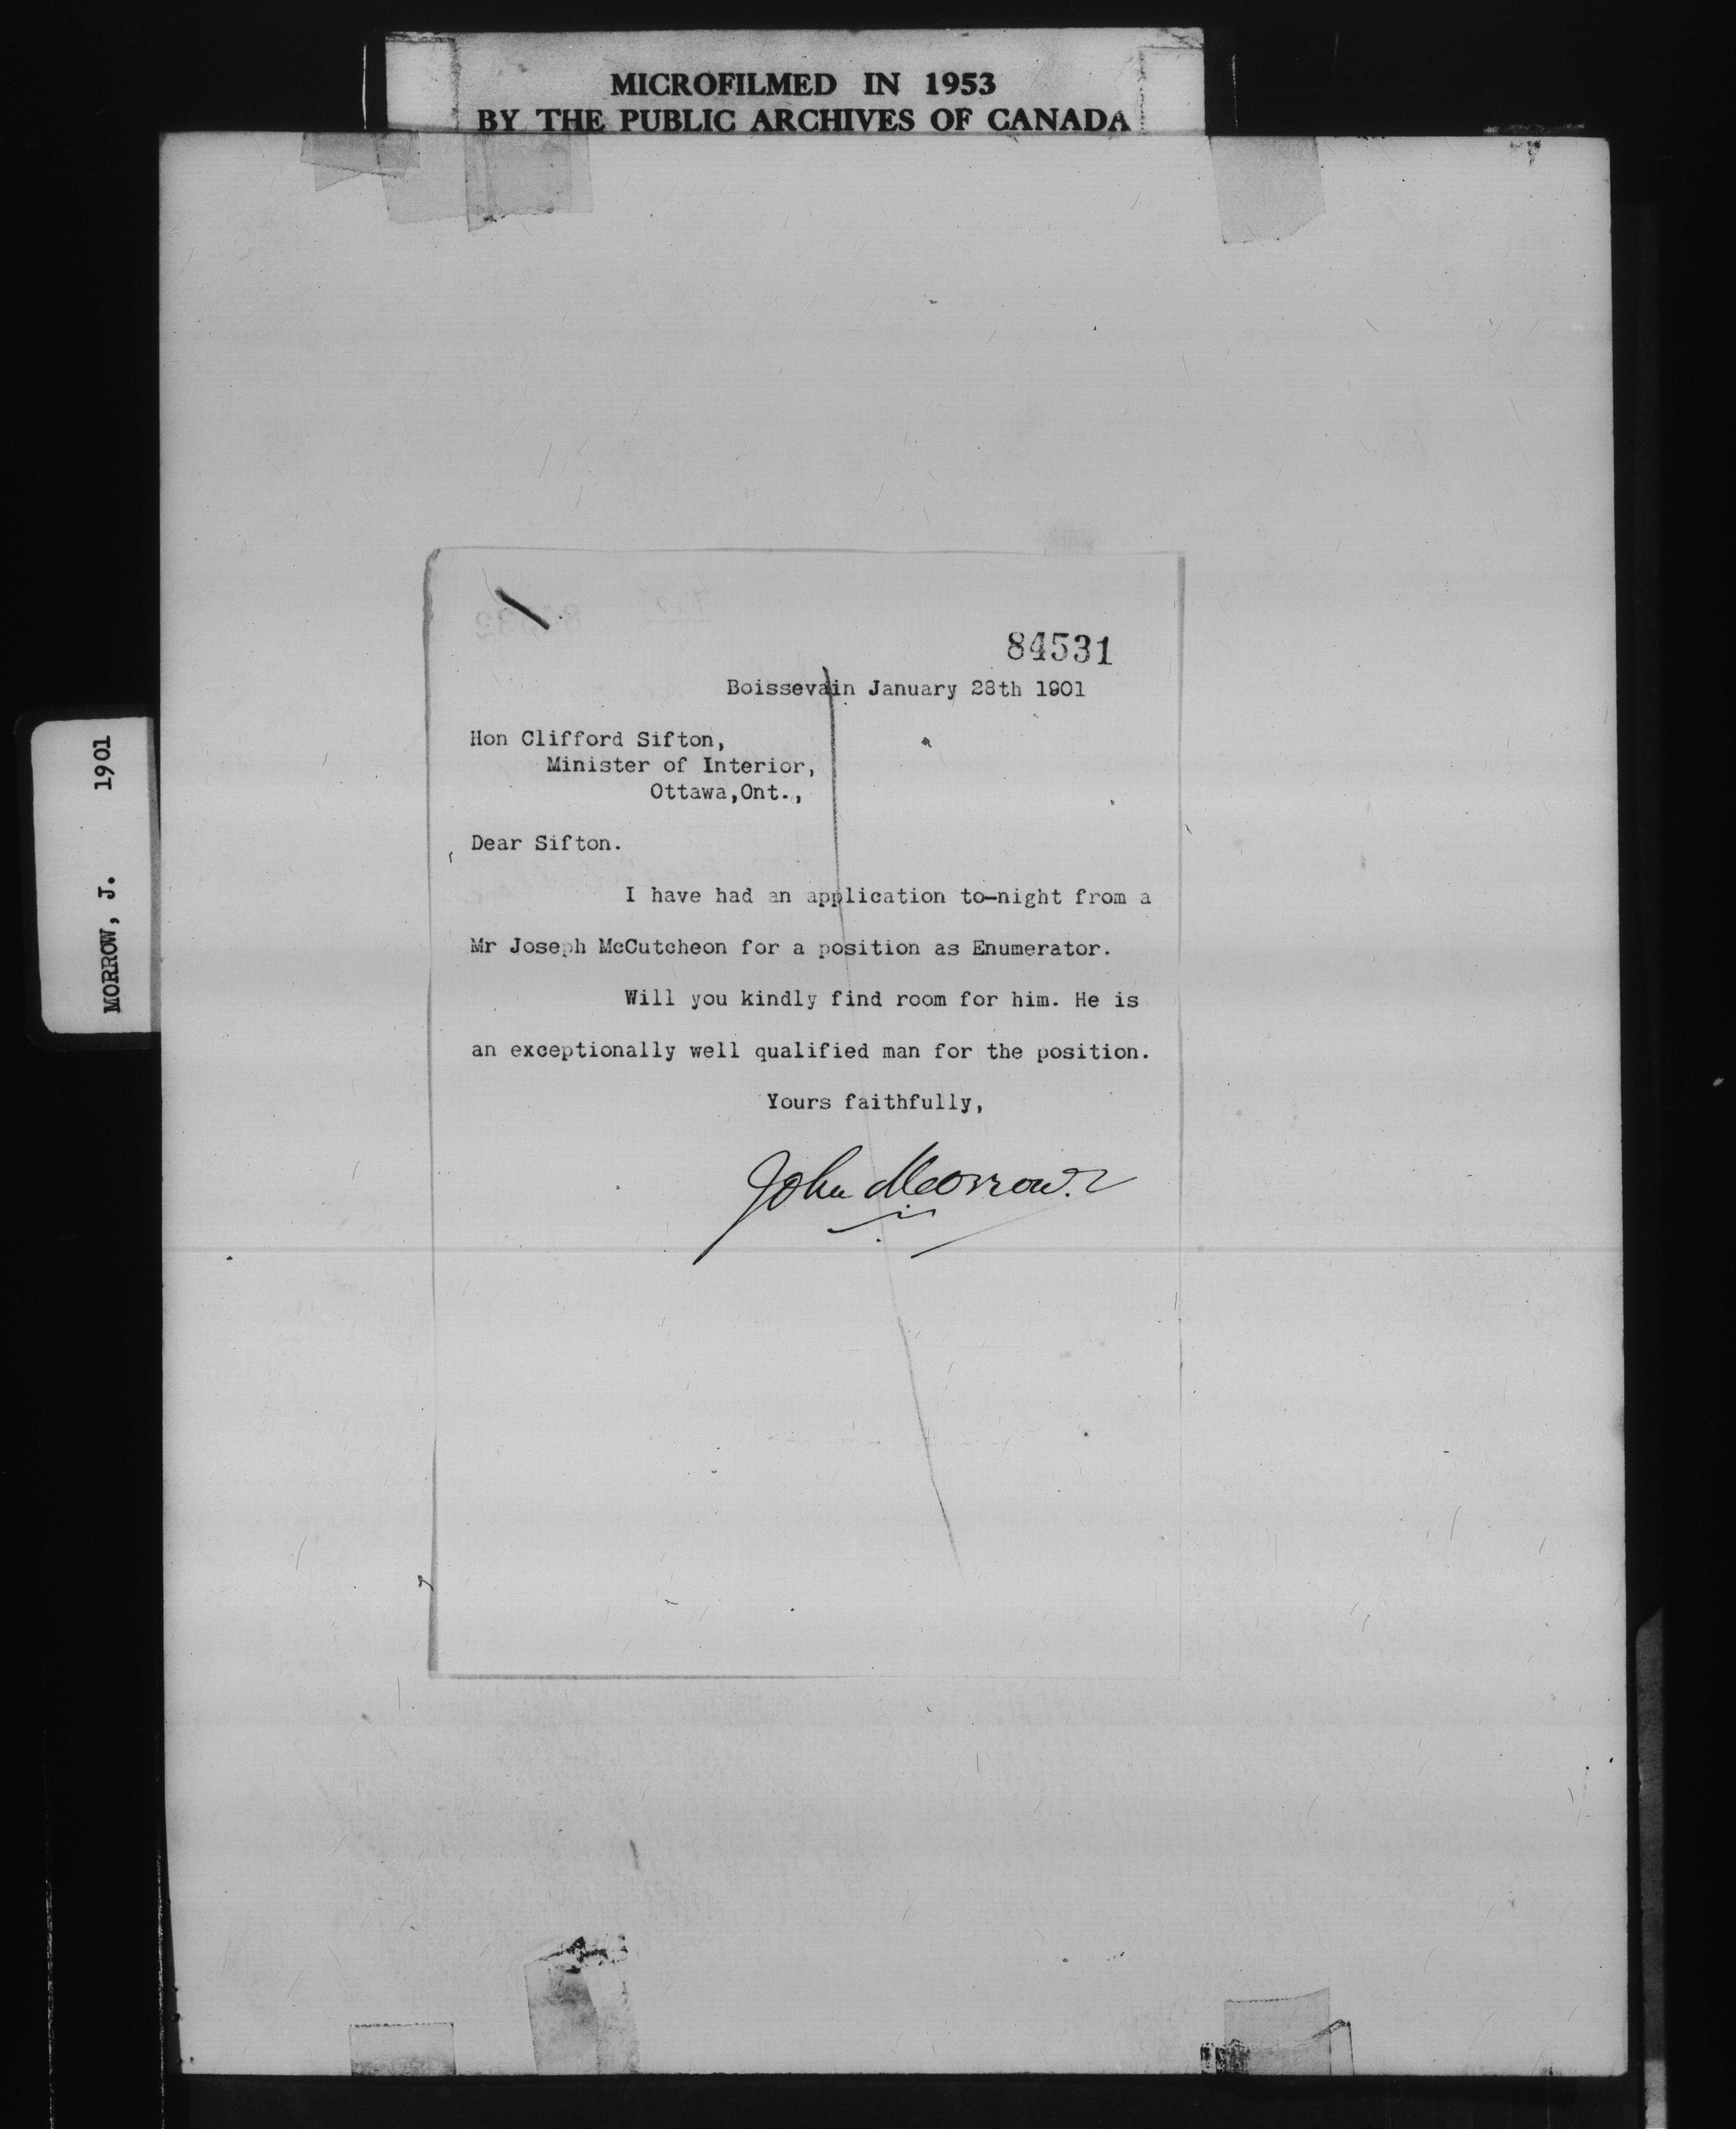 MICROFILMED IN 1953
BY THE PUBLIC ARCHIVES OF CANADA
MORROW, J. 1901
84531
Boissevain January 28th 1901
Hon Clifford Sifton,
Minister of Interior,
Ottawa,Ont.,
Dear Sifton.
I have had an application to-night from a
Mr Joseph McCutcheon for a position as Enumerator.
Will you kindly find room for him. He is
an exceptionally well qualified man for the position.
Yours faithfully,
John Morrow.